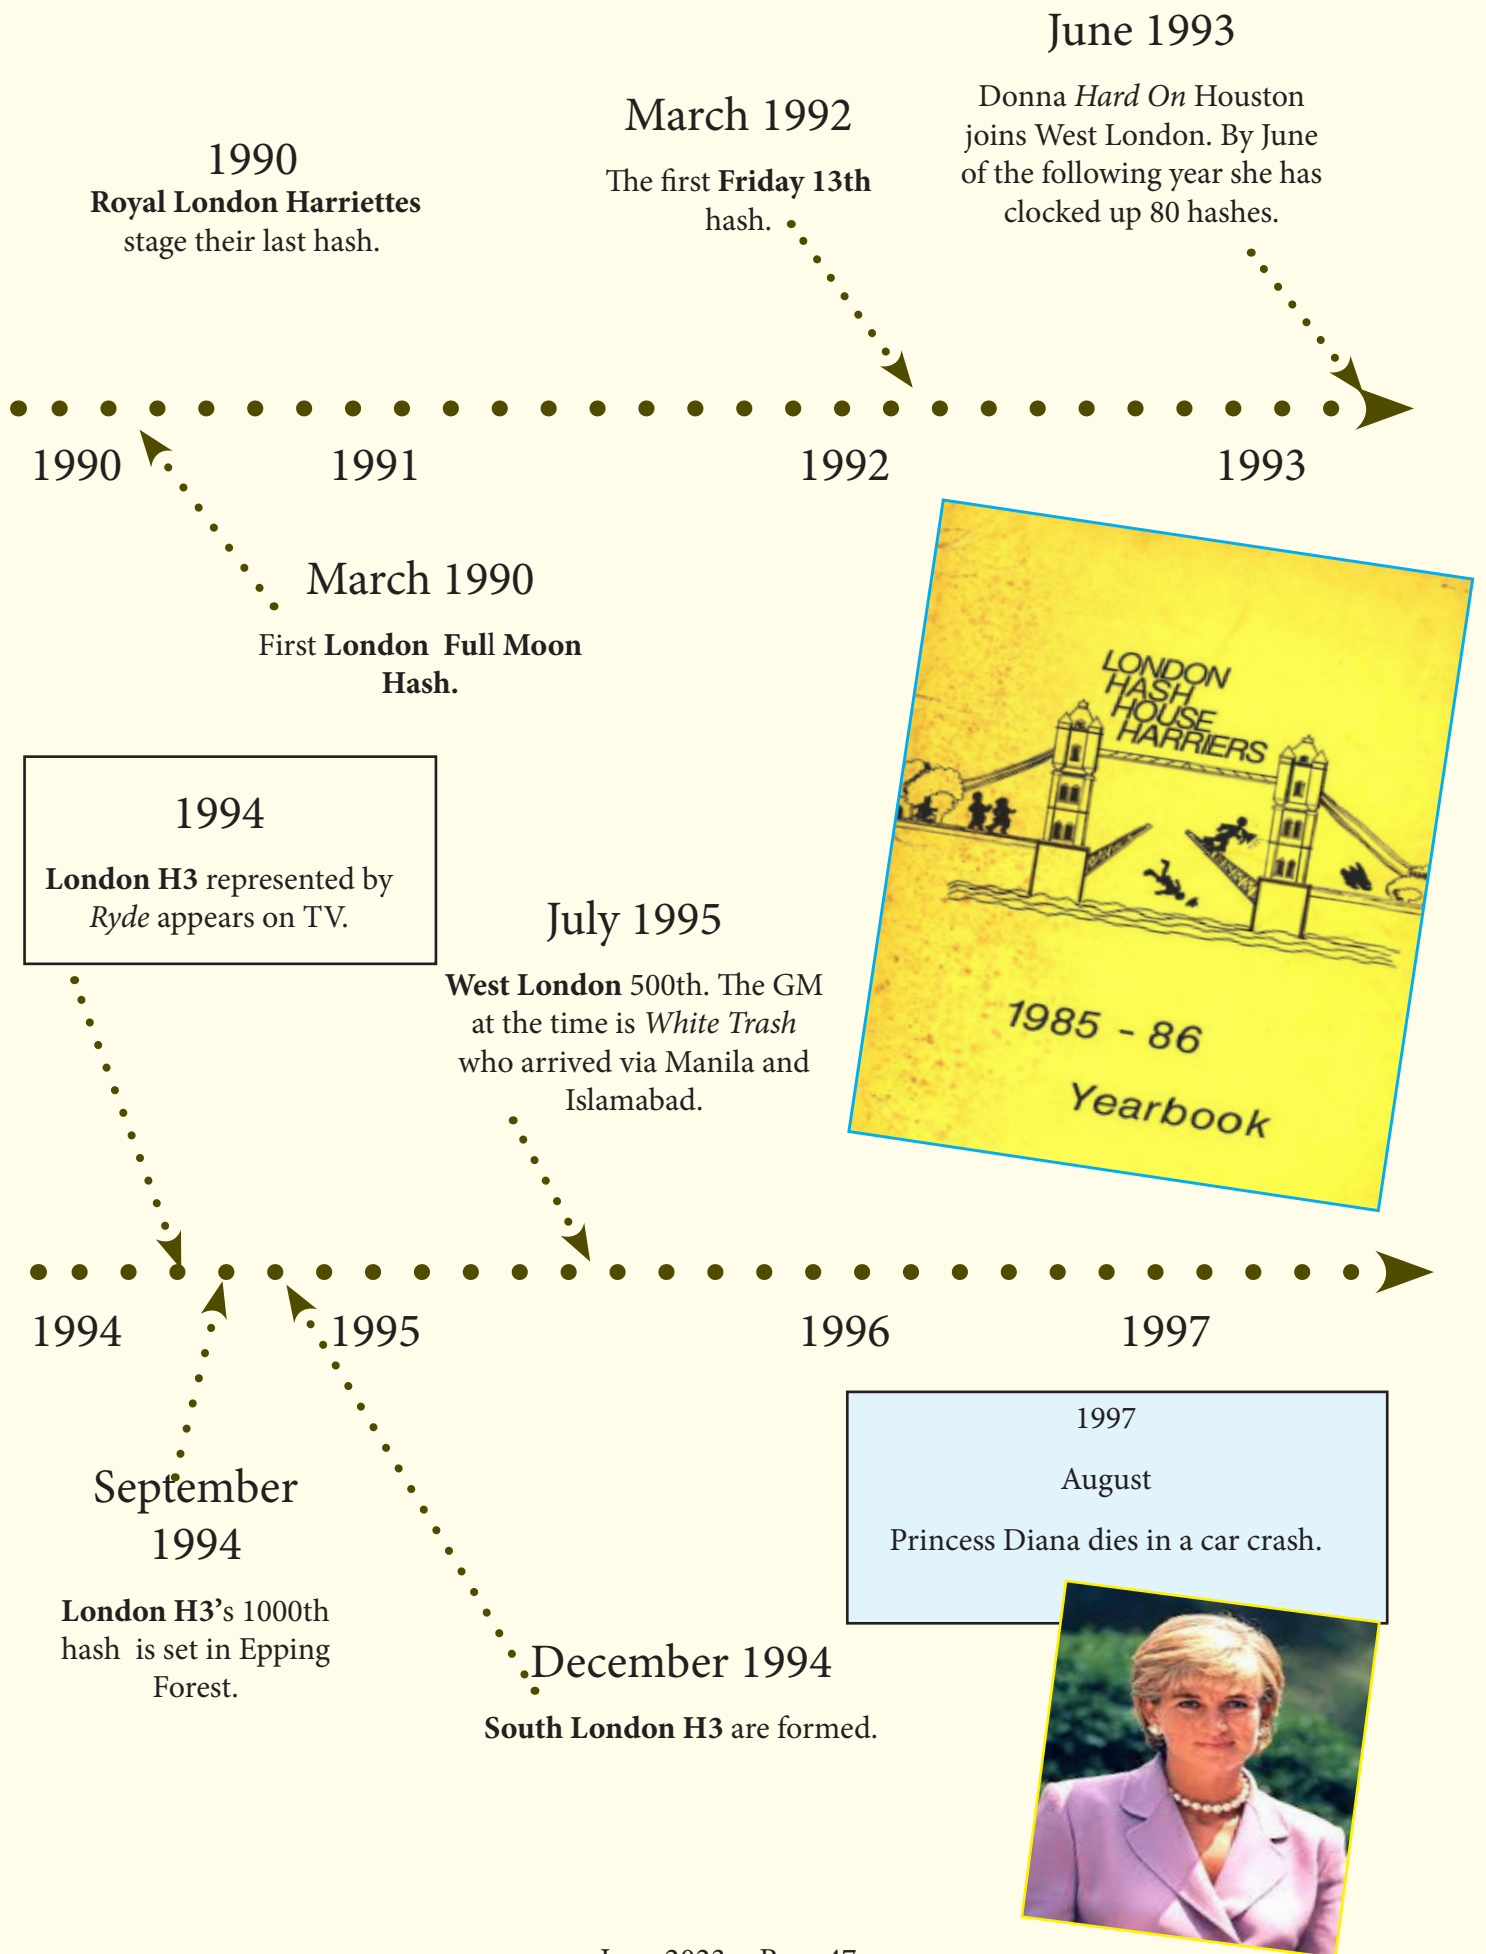 June 1993
Donna Hard On Houston
joins West London. By June
of the following year she has
clocked up 80 hashes.
March 1992
The first Friday 13th
hash.
1990
Royal London Harriettes
stage their last hash.
1990
1991
1992
1993
March 1990
First London Full Moon
Hash.
LONDON
HASH
HOUSE
HARRIERS
1985 - 86
Yearbook
1994
London H3 represented by
Ryde appears on TV.
July 1995
West London 500th. The GM
at the time is White Trash
who arrived via Manila and
Islamabad.
1994
1995
1996
1997
September
1994
London H3's 1000th
hash is set in Epping
Forest.
December 1994
South London H3 are formed.
1997
August
Princess Diana dies in a car crash.